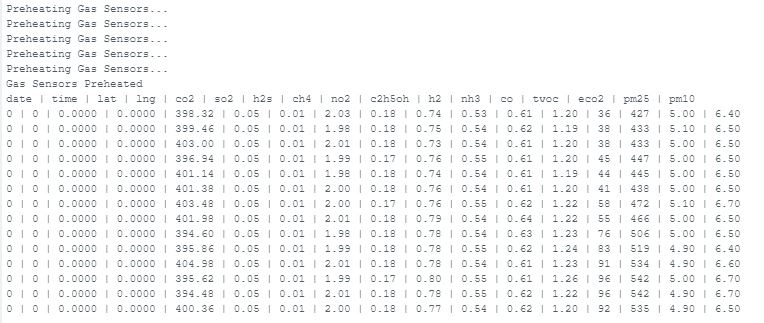 Preheating Gas Sensors...
Preheating Gas Sensors...
Preheating Gas Sensors...
Preheating Gas Sensors...
Preheating Gas Sensors...
Gas Sensors Preheated
date | time | lat | lng | co2 | so2 | h2s | ch4 | no2 | c2h5oh | h2 | nh3 | co | tvoc | eco2 | pm25 | pm10
0 | 0 | 0.0000 | 0.0000 | 398.32 | 0.05 | 0.01 | 2.03 | 0.18 | 0.74 | 0.53 | 0.61 | 1.20 | 36 | 427 | 5.00 | 6.40
0 | 0 | 0.0000 | 0.0000 | 399.46 | 0.05 | 0.01 | 1.98 | 0.18 | 0.75 | 0.54 | 0.62 | 1.19 | 38 | 433 | 5.10 | 6.50
0 | 0 | 0.0000 | 0.0000 | 403.00 | 0.05 | 0.01 | 2.01 | 0.18 | 0.73 | 0.54 | 0.61 | 1.20 | 38 | 433 | 5.00 | 6.50
0 | 0 | 0.0000 | 0.0000 | 396.94 | 0.05 | 0.01 | 1.99 | 0.17 | 0.76 | 0.55 | 0.61 | 1.20 | 45 | 447 | 5.00 | 6.50
0 | 0 | 0.0000 | 0.0000 | 401.14 | 0.05 | 0.01 | 1.98 | 0.18 | 0.74 | 0.54 | 0.61 | 1.19 | 44 | 445 | 5.00 | 6.50
0 | 0 | 0.0000 | 0.0000 | 401.38 | 0.05 | 0.01 | 2.00 | 0.18 | 0.76 | 0.54 | 0.61 | 1.20 | 41 | 438 | 5.00 | 6.50
0 | 0 | 0.0000 | 0.0000 | 403.48 | 0.05 | 0.01 | 2.00 | 0.17 | 0.76 | 0.55 | 0.62 | 1.22 | 58 | 472 | 5.10 | 6.70
0 | 0 | 0.0000 | 0.0000 | 401.98 | 0.05 | 0.01 | 2.01 | 0.18 | 0.79 | 0.54 | 0.64 | 1.22 | 55 | 466 | 5.00 | 6.50
0 | 0 | 0.0000 | 0.0000 | 394.60 | 0.05 | 0.01 | 1.98 | 0.18 | 0.78 | 0.54 | 0.63 | 1.23 | 76 | 506 | 5.00 | 6.50
0 | 0 | 0.0000 | 0.0000 | 395.86 | 0.05 | 0.01 | 1.99 | 0.18 | 0.78 | 0.55 | 0.62 | 1.24 | 83 | 519 | 4.90 | 6.40
0 | 0 | 0.0000 | 0.0000 | 404.98 | 0.05 | 0.01 | 2.01 | 0.18 | 0.78 | 0.54 | 0.61 | 1.23 | 91 | 534 | 4.90 | 6.60
0 | 0 | 0.0000 | 0.0000 | 395.62 | 0.05 | 0.01 | 1.99 | 0.17 | 0.80 | 0.55 | 0.61 | 1.26 | 96 | 542 | 5.00 | 6.70
0 | 0 | 0.0000 | 0.0000 | 394.48 | 0.05 | 0.01 | 2.01 | 0.18 | 0.78 | 0.55 | 0.62 | 1.22 | 96 | 542 | 4.90 | 6.70
0 | 0 | 0.0000 | 0.0000 | 400.36 | 0.05 | 0.01 | 2.00 | 0.18 | 0.77 | 0.54 | 0.62 | 1.20 | 92 | 535 | 4.90 | 6.50